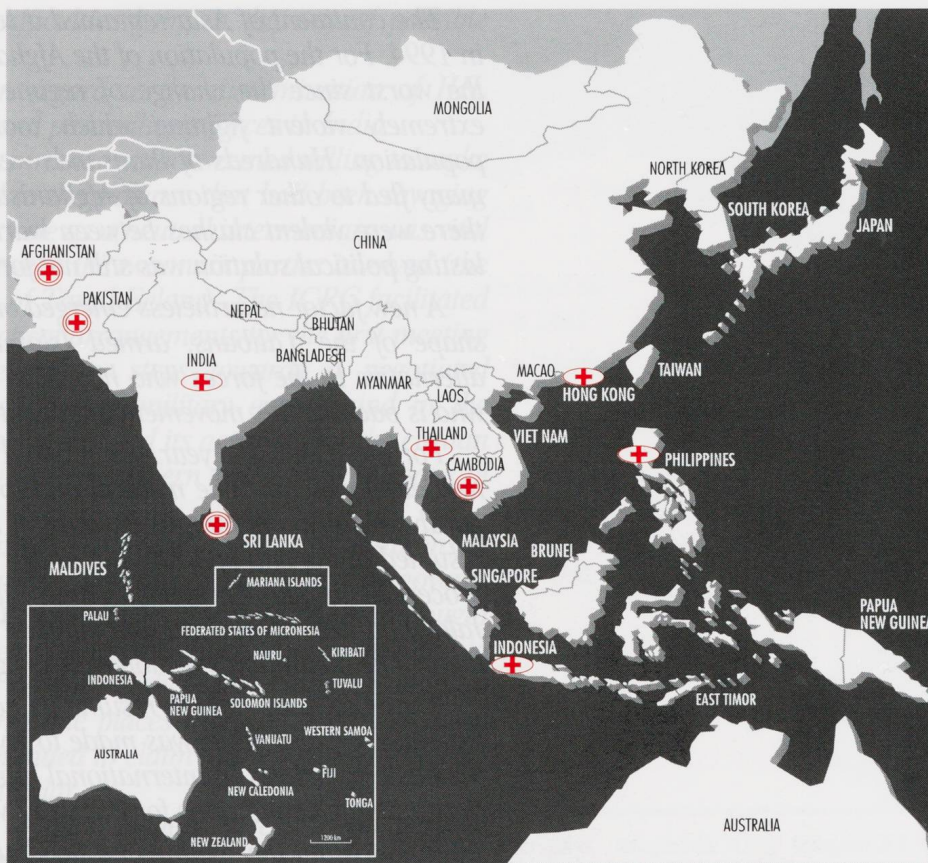 MONGOLIA
NORTH KOREA
SOUTH KOREA
JAPAN
CHINA
AFGHANISTAN
PAKISTAN
NEPAL
BHUTAN
BANGLADESH
INDIA
MYANMAR
LAOS
MACAO
HONG KONG
TAIWAN
THAILAND
VIET NAM
CAMBODIA
PHILIPPINES
SRI LANKA
MALDIVES
MALAYSIA
BRUNEI
SINGAPORE
INDONESIA
PAPUA
NEW GUINEA
EAST TIMOR
AUSTRALIA
MARIANA ISLANDS
PALAU
FEDERATED STATES OF MICRONESIA
NAURU
KIRIBATI
INDONESIA
TUVALU
PAPUA
NEW GUINEA
SOLOMON ISLANDS
VANUATU
WESTERN SAMOA
AUSTRALIA
FIJI
NEW CALEDONIA
TONGA
NEW ZEALAND